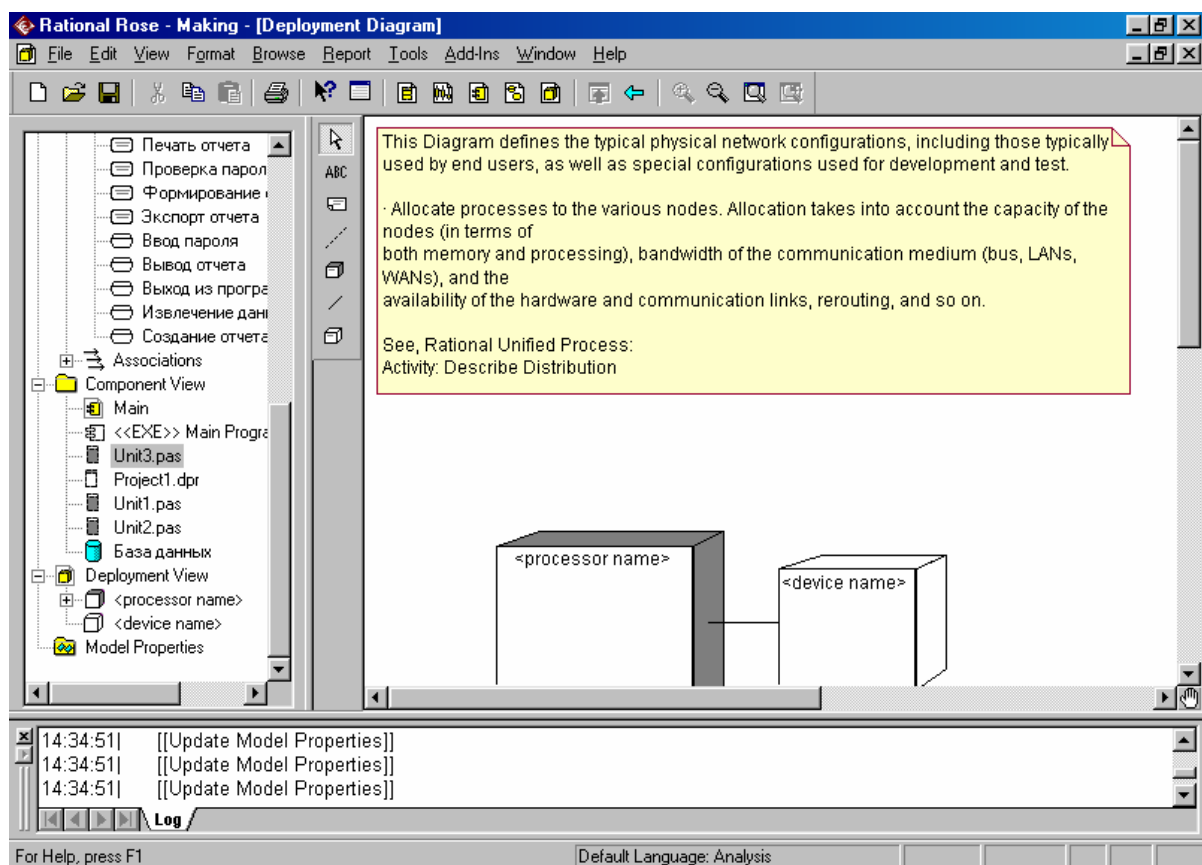 Rational Rose - Making - [Deployment Diagram]
File Edit View Format Browse Report Tools Add-Ins Window Help
Печать отчета
Проверка парол
Формирование
Экспорт отчета
Ввод пароля
Вывод отчета
Выход из програ
Извлечение данн
Создание отчета
Associations
Component View
Main
<<EXE>> Main Progra
Unit3.pas
Project1.dpr
Unit1.pas
Unit2.pas
База данных
Deployment View
<processor name>
<device name>
Model Properties
ABC
This Diagram defines the typical physical network configurations, including those typically
used by end users, as well as special configurations used for development and test.
· Allocate processes to the various nodes. Allocation takes into account the capacity of the
nodes (in terms of
both memory and processing), bandwidth of the communication medium (bus, LANs,
WANs), and the
availability of the hardware and communication links, rerouting, and so on.
See, Rational Unified Process:
Activity: Describe Distribution
<processor name>
<device name>
14:34:51| [[Update Model Properties]]
14:34:51| [[Update Model Properties]]
14:34:51| [[Update Model Properties]]
Log
For Help, press F1
Default Language: Analysis